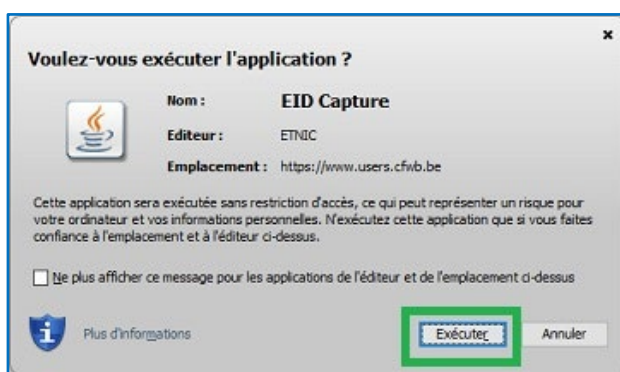 Voulez-vous exécuter l'application ?
Nom : EID Capture
Editeur : ETNIC
Emplacement : https://www.users.cfwb.be
Cette application sera exécutée sans restriction d'accès, ce qui peut représenter un risque pour
votre ordinateur et vos informations personnelles. N'exécutez cette application que si vous faites
confiance à l'emplacement et à l'éditeur ci-dessus.
Ne plus afficher ce message pour les applications de l'éditeur et de l'emplacement ci-dessus
Plus d'informations
Exécuter
Annuler